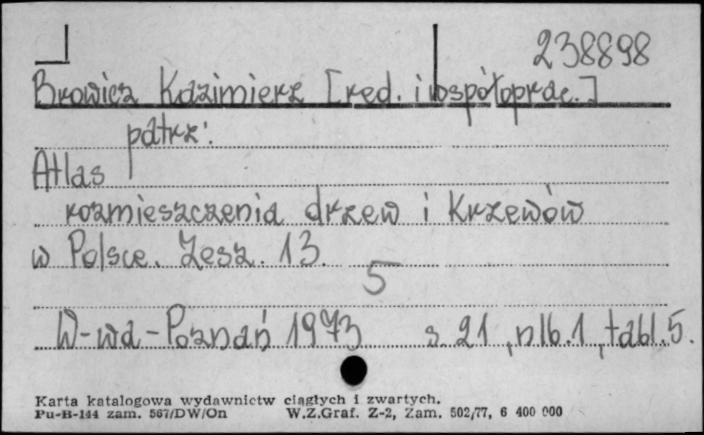 238898
Browicz Kazimierz [red. i współoprac.]
patrz:
Atlas
rozmieszczenia drzew i krzewów
w Polsce. Zesz. 13.
5
W-wa - Poznań 1973 s. 21, nlb. 1, tabl. 5.
Karta katalogowa wydawnictw ciągłych i zwartych.
Pu-B-144 zam. 567/DW/On W.Z.Graf. Z-2, Zam. 502/77, 6 400 000